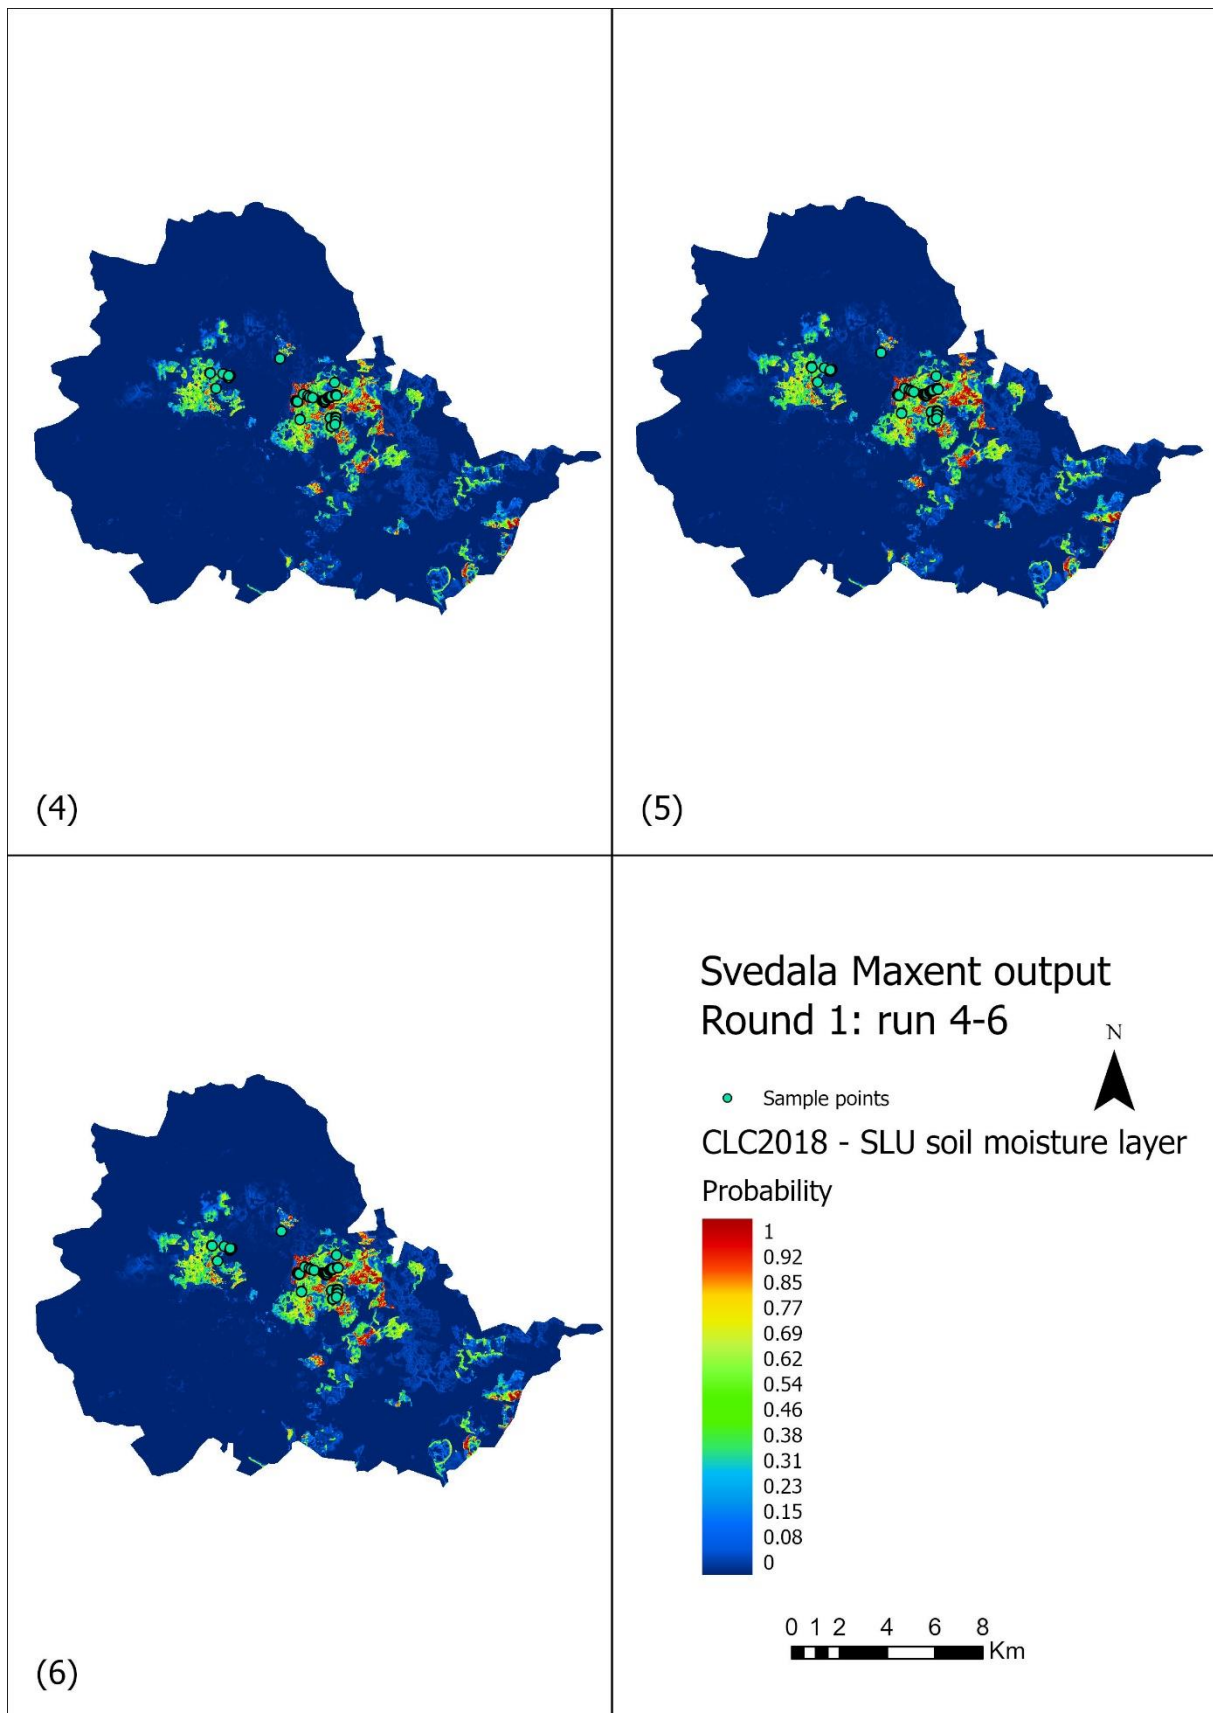 (4)
(5)
(6)
Svedala Maxent output
Round 1: run 4-6
N
Sample points
CLC2018 - SLU soil moisture layer
Probability
1
0.92
0.85
0.77
0.69
0.62
0.54
0.46
0.38
0.31
0.23
0.15
0.08
0
0 1 2 4 6 8
Km